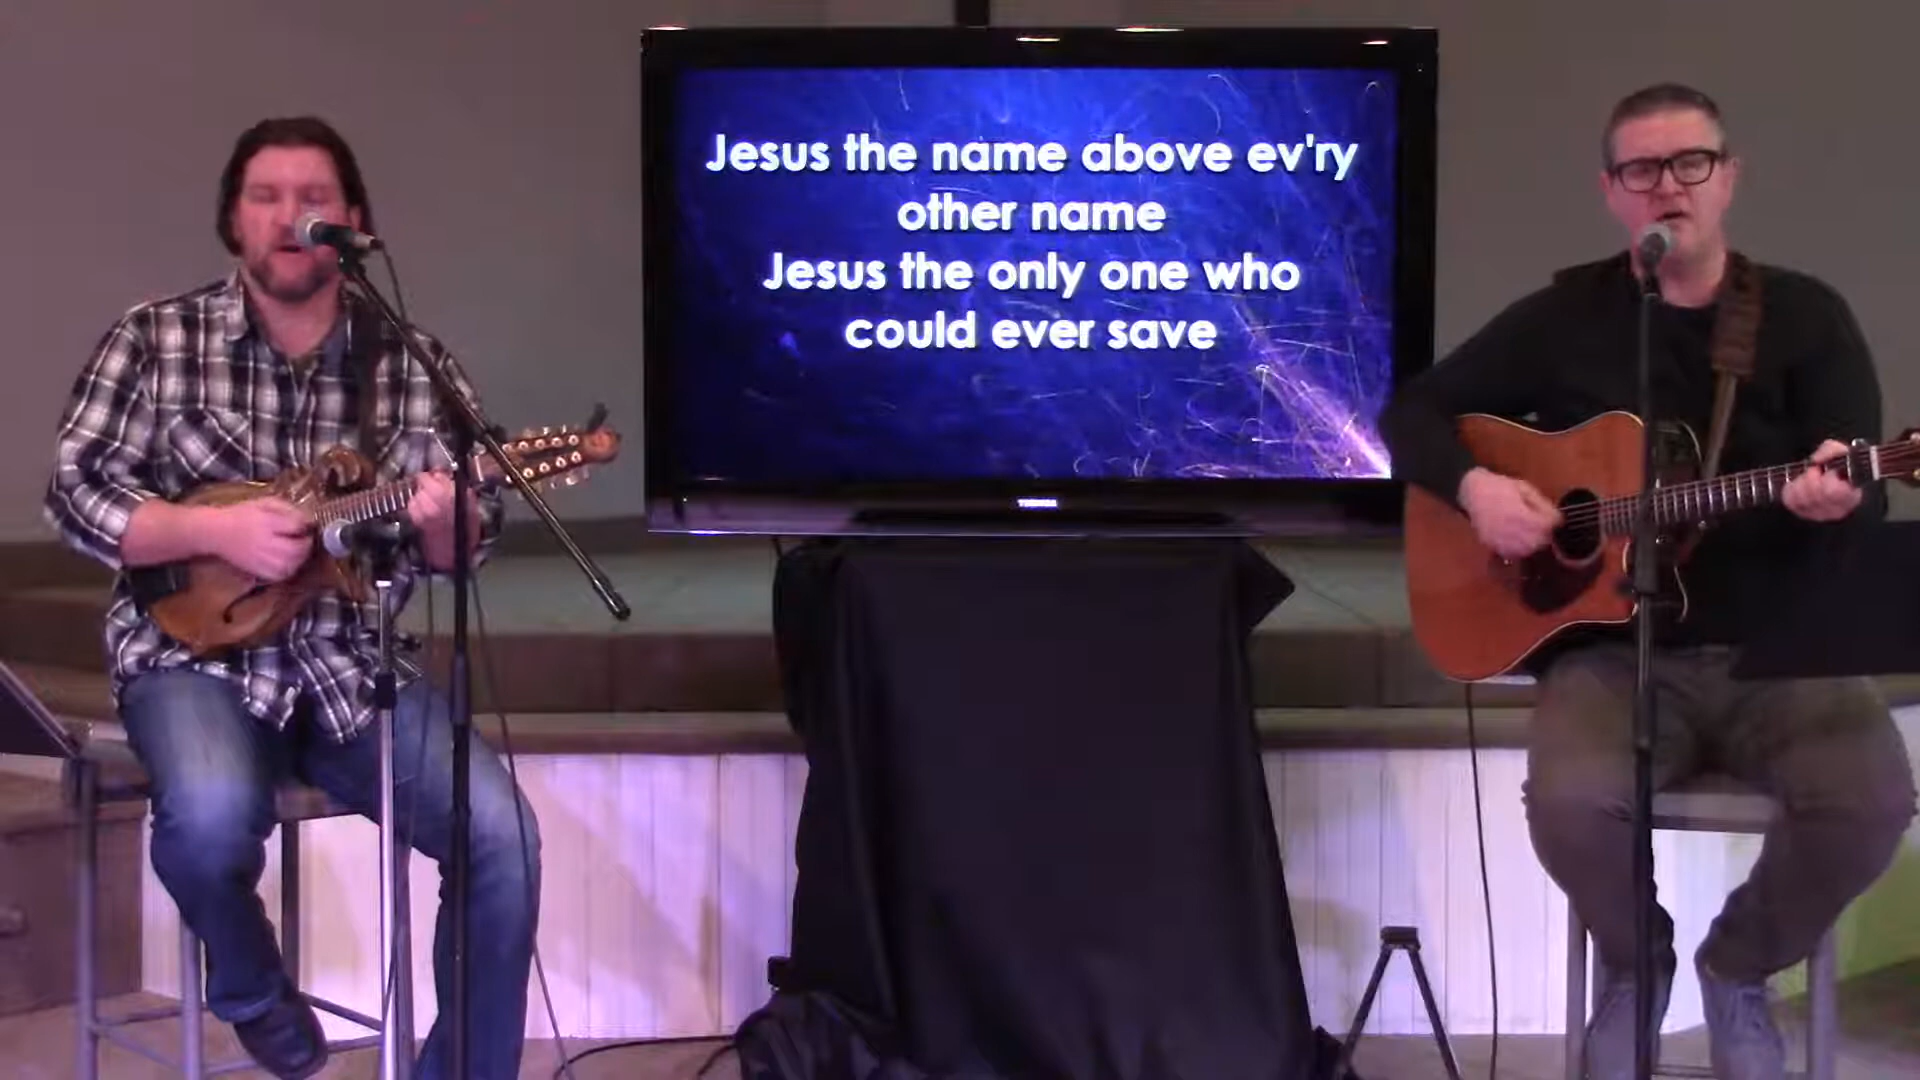 Jesus the name above ev'ry
other name
Jesus the only one who
could ever save